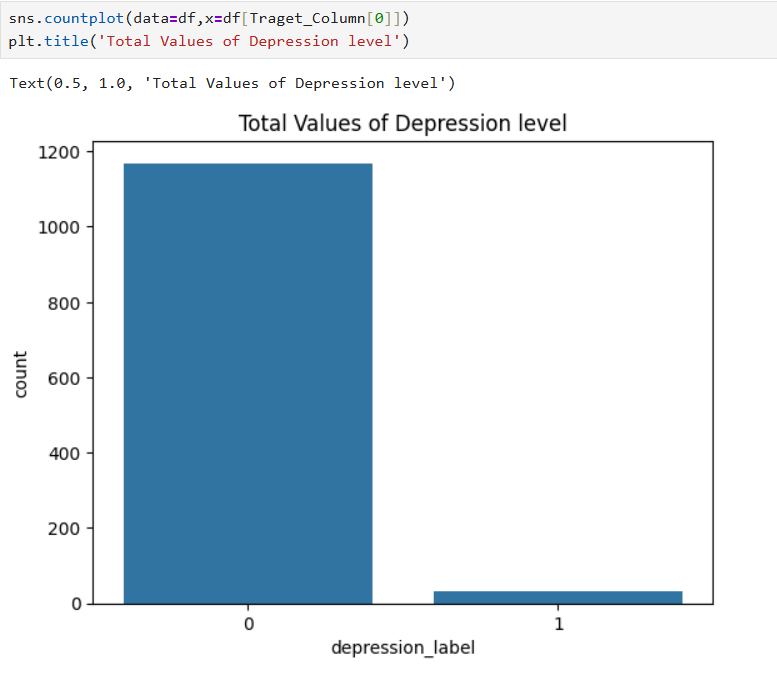 sns.countplot(data=df,x=df[Traget_Column[0]])
plt.title('Total Values of Depression level')
Text(0.5, 1.0, 'Total Values of Depression level')
Total Values of Depression level
1200
1000
800
600
400
200
0
count
0 1
depression_label